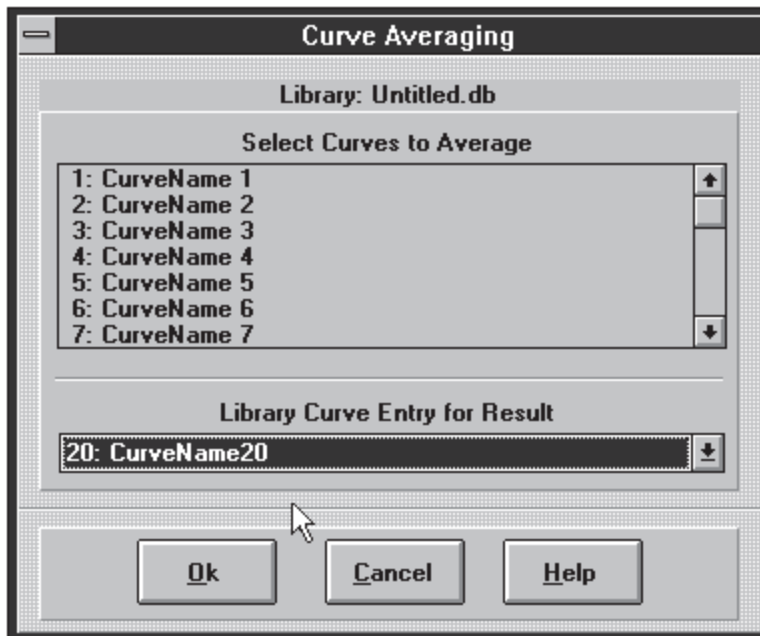 Curve Averaging
Library: Untitled.db
Select Curves to Average
1: CurveName 1
2: CurveName 2
3: CurveName 3
4: CurveName 4
5: CurveName 5
6: CurveName 6
7: CurveName 7
Library Curve Entry for Result
20: CurveName20
Ok Cancel Help